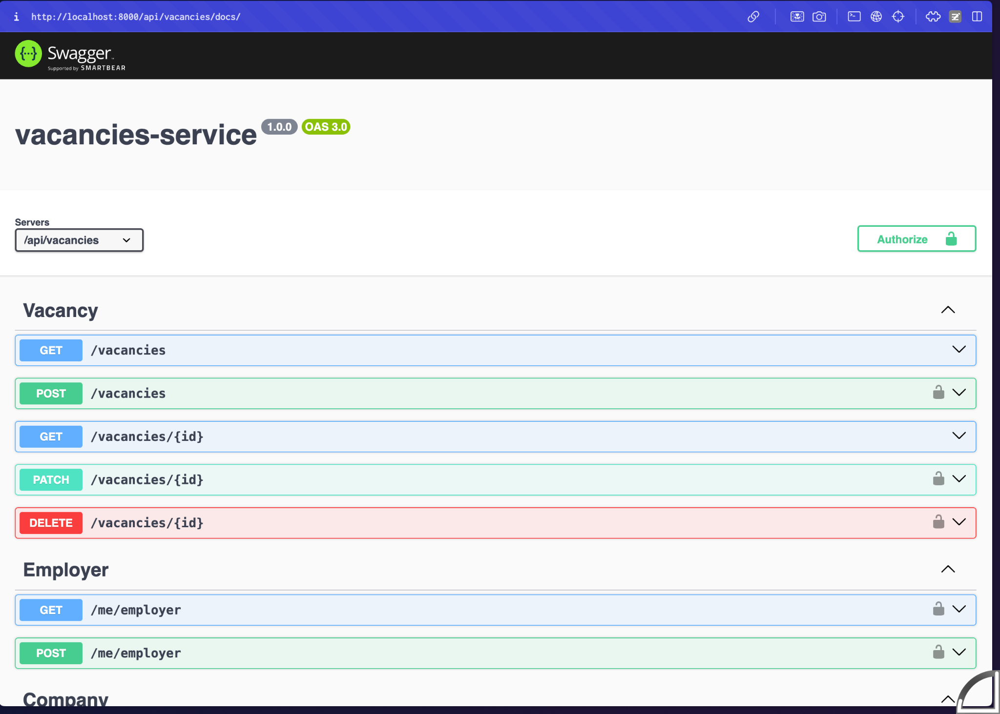 http://localhost:8000/api/vacancies/docs/
Swagger
Supported by SMARTBEAR
vacancies-service 1.0.0 OAS 3.0
Servers
/api/vacancies
Authorize
Vacancy
GET /vacancies
POST /vacancies
GET /vacancies/{id}
PATCH /vacancies/{id}
DELETE /vacancies/{id}
Employer
GET /me/employer
POST /me/employer
Company